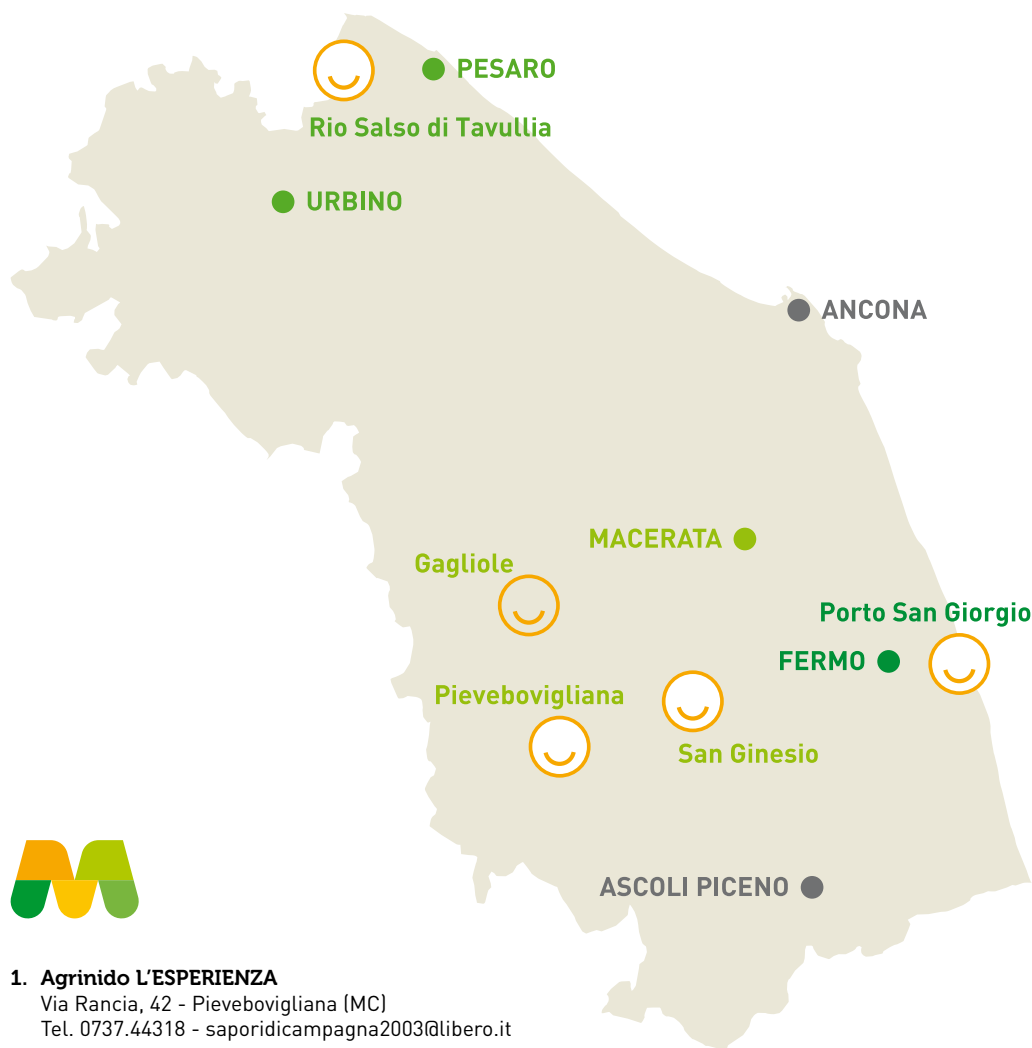 PESARO
Rio Salso di Tavullia
URBINO
ANCONA
MACERATA
Gagliole
Porto San Giorgio
FERMO
Pievebovigliana
San Ginesio
ASCOLI PICENO
1. Agrinido L'ESPERIENZA
Via Rancia, 42 - Pievebovigliana (MC)
Tel. 0737.44318 - saporidicampagna2003@libero.it